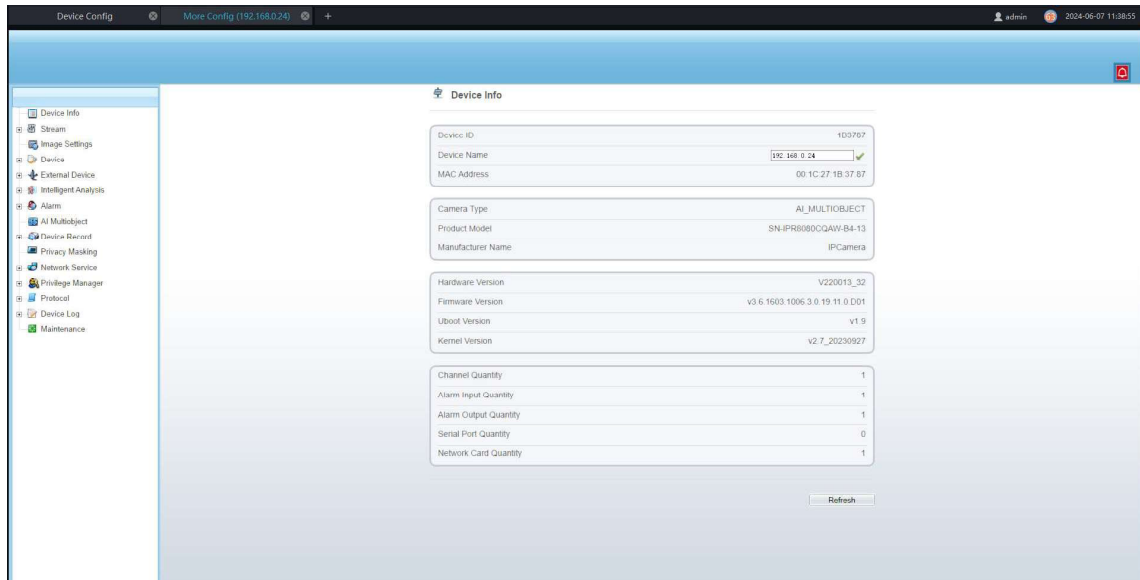 Device Config
More Config (192.168.0.24)
+
admin
2024-06-07 11:38:55
Device Info
Stream
Image Settings
Device
External Device
Intelligent Analysis
Alarm
AI Multiobject
Device Record
Privacy Masking
Network Service
Privilege Manager
Protocol
Device Log
Maintenance
Device Info
Device ID 1D3767
Device Name 192.168.0.24
MAC Address 00:1C:27:1B:37:87
Camera Type AI_MULTIOBJECT
Product Model SN-IPR8080CQAW-B4-13
Manufacturer Name IPCamera
Hardware Version V220013_32
Firmware Version v3.6.1603.1006.3.0.19.11.0.D01
Uboot Version v1.9
Kernel Version v2.7_20230927
Channel Quantity 1
Alarm Input Quantity 1
Alarm Output Quantity 1
Serial Port Quantity 0
Network Card Quantity 1
Refresh